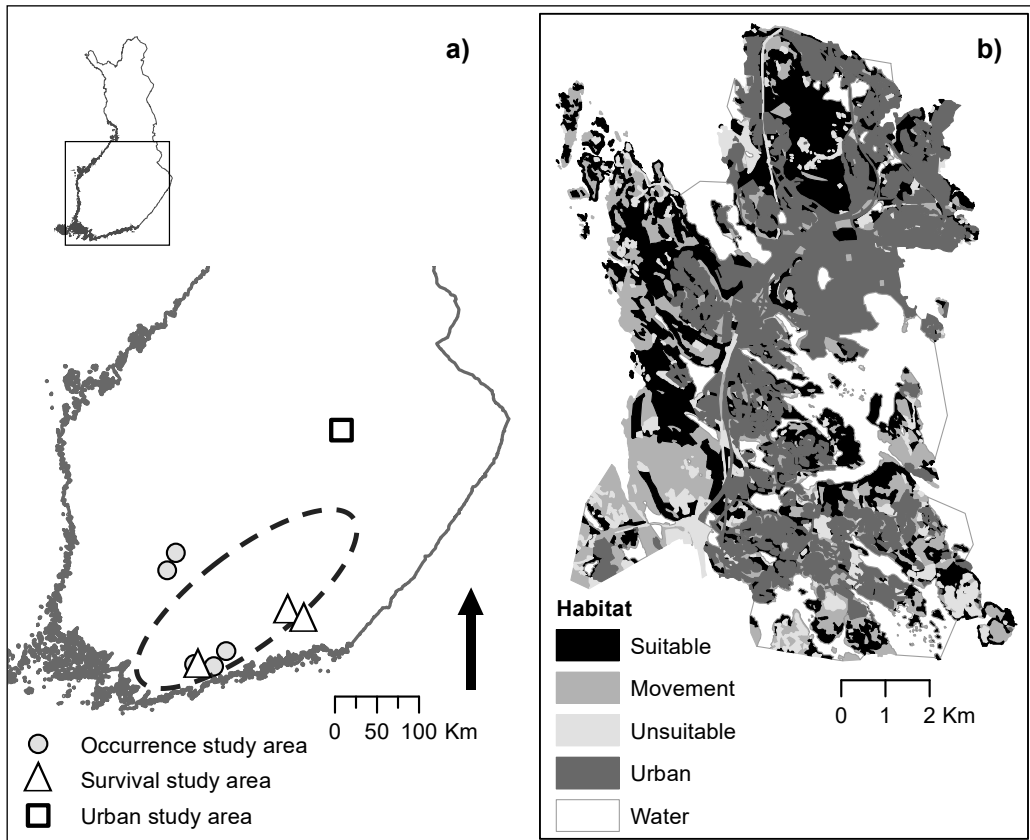 a)
0 50 100 Km
Occurrence study area
Survival study area
Urban study area
b)
Habitat
Suitable
Movement
Unsuitable
Urban
Water
0 1 2 Km